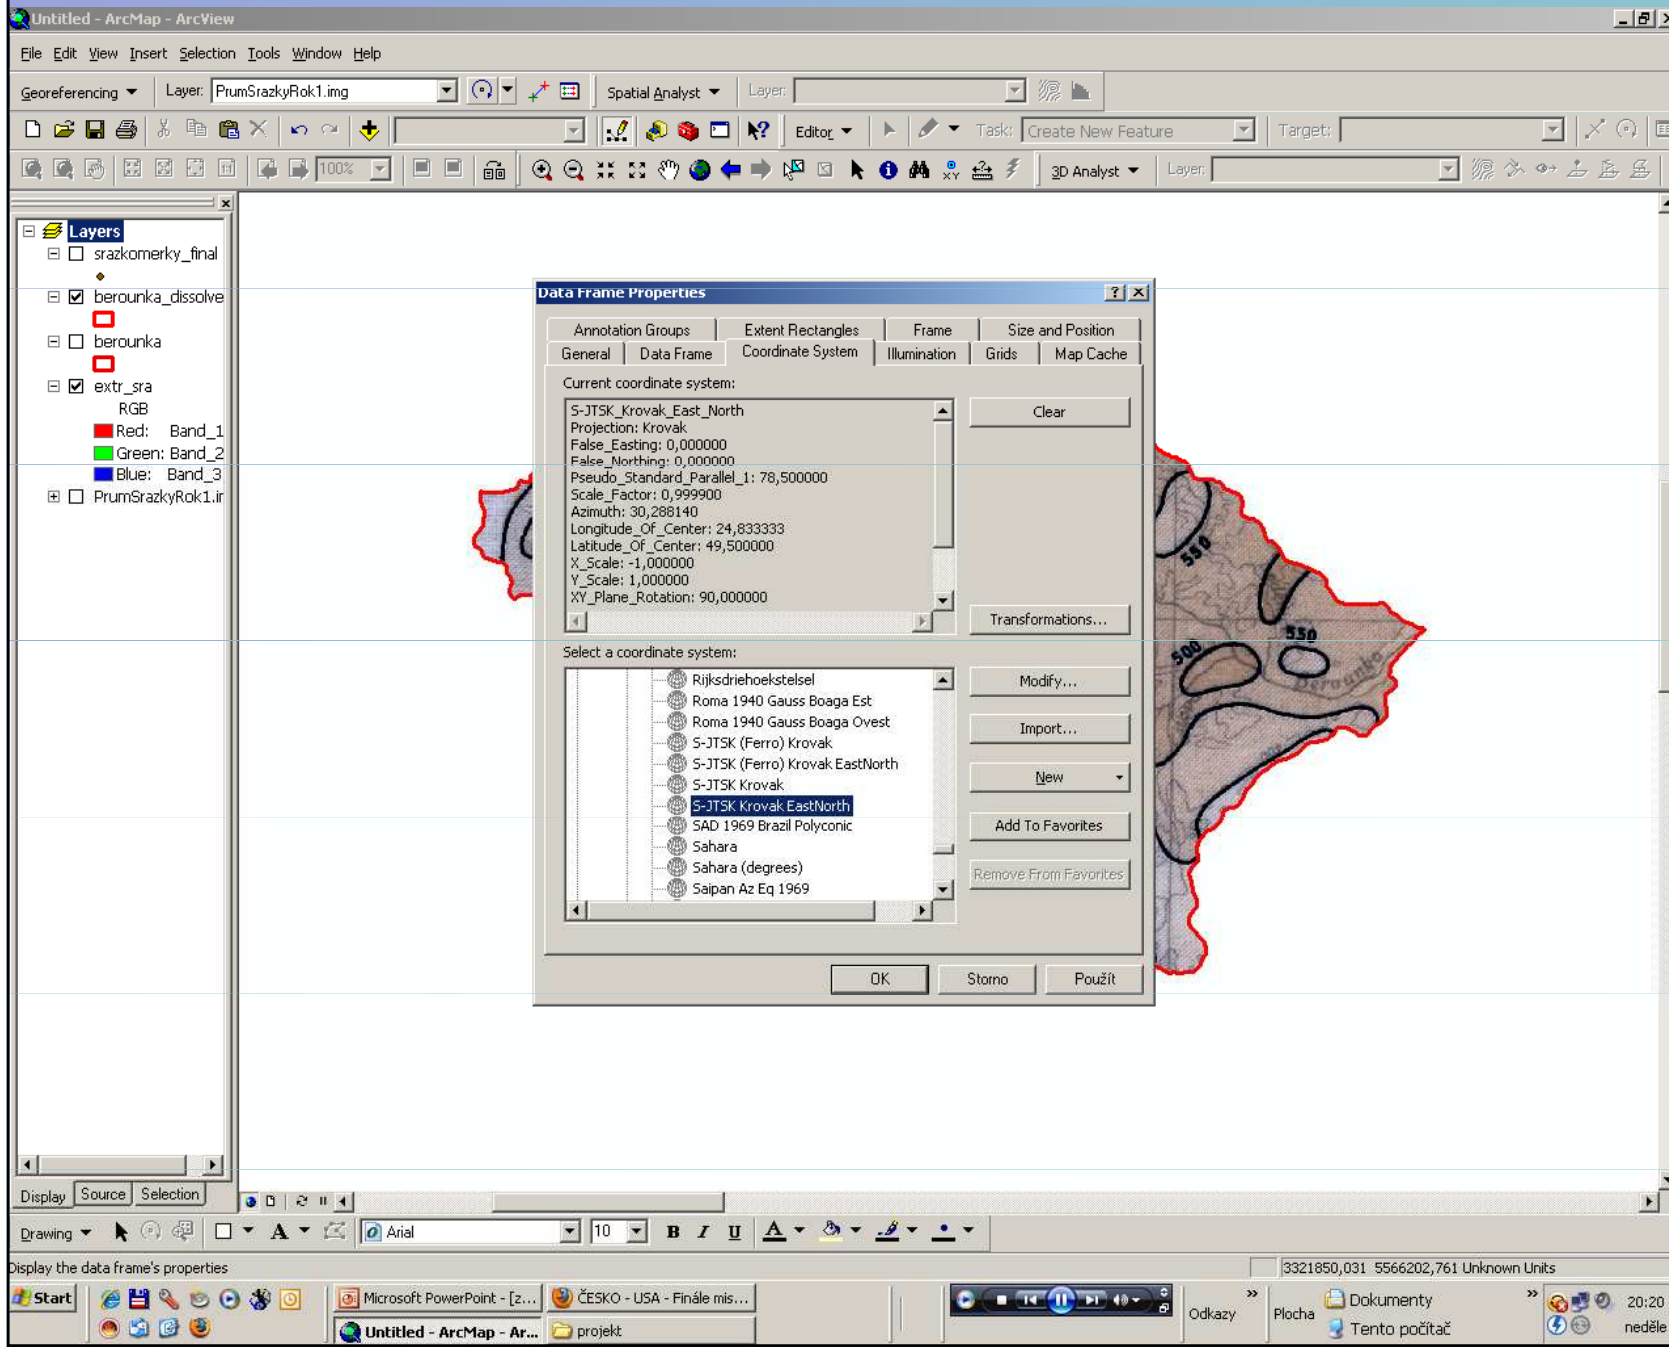 Untitled - ArcMap - ArcView
File Edit View Insert Selection Tools Window Help
Georeferencing Layer: PrumSrazkyRok1.img Spatial Analyst Layer:
Editor Task: Create New Feature Target:
100% 3D Analyst Layer:
Layers
srazkomerky_final
berounka_dissolve
berounka
extr_sra
RGB
Red: Band_1
Green: Band_2
Blue: Band_3
PrumSrazkyRok1.ir
Data Frame Properties
Annotation Groups Extent Rectangles Frame Size and Position
General Data Frame Coordinate System Illumination Grids Map Cache
Current coordinate system:
S-JTSK_Krovak_East_North
Projection: Krovak
False_Easting: 0,000000
False_Northing: 0,000000
Pseudo_Standard_Parallel_1: 78,500000
Scale_Factor: 0,999900
Azimuth: 30,288140
Longitude_Of_Center: 24,833333
Latitude_Of_Center: 49,500000
X_Scale: -1,000000
Y_Scale: 1,000000
XY_Plane_Rotation: 90,000000
Clear
Transformations...
Select a coordinate system:
Rijksdriehoekstelsel
Roma 1940 Gauss Boaga Est
Roma 1940 Gauss Boaga Ovest
S-JTSK (Ferro) Krovak
S-JTSK (Ferro) Krovak EastNorth
S-JTSK Krovak
S-JTSK Krovak EastNorth
SAD 1969 Brazil Polyconic
Sahara
Sahara (degrees)
Saipan Az Eq 1969
Modify...
Import...
New
Add To Favorites
Remove From Favorites
OK Storno Použít
550
550
500
Berounka
Display Source Selection
Drawing A Arial 10 B I U A
Display the data frame's properties
3321850,031 5566202,761 Unknown Units
Start
Microsoft PowerPoint - [z...
ČESKO - USA - Finále mis...
Untitled - ArcMap - Ar...
projekt
Odkazy
Plocha
Dokumenty
Tento počítač
20:20
neděle